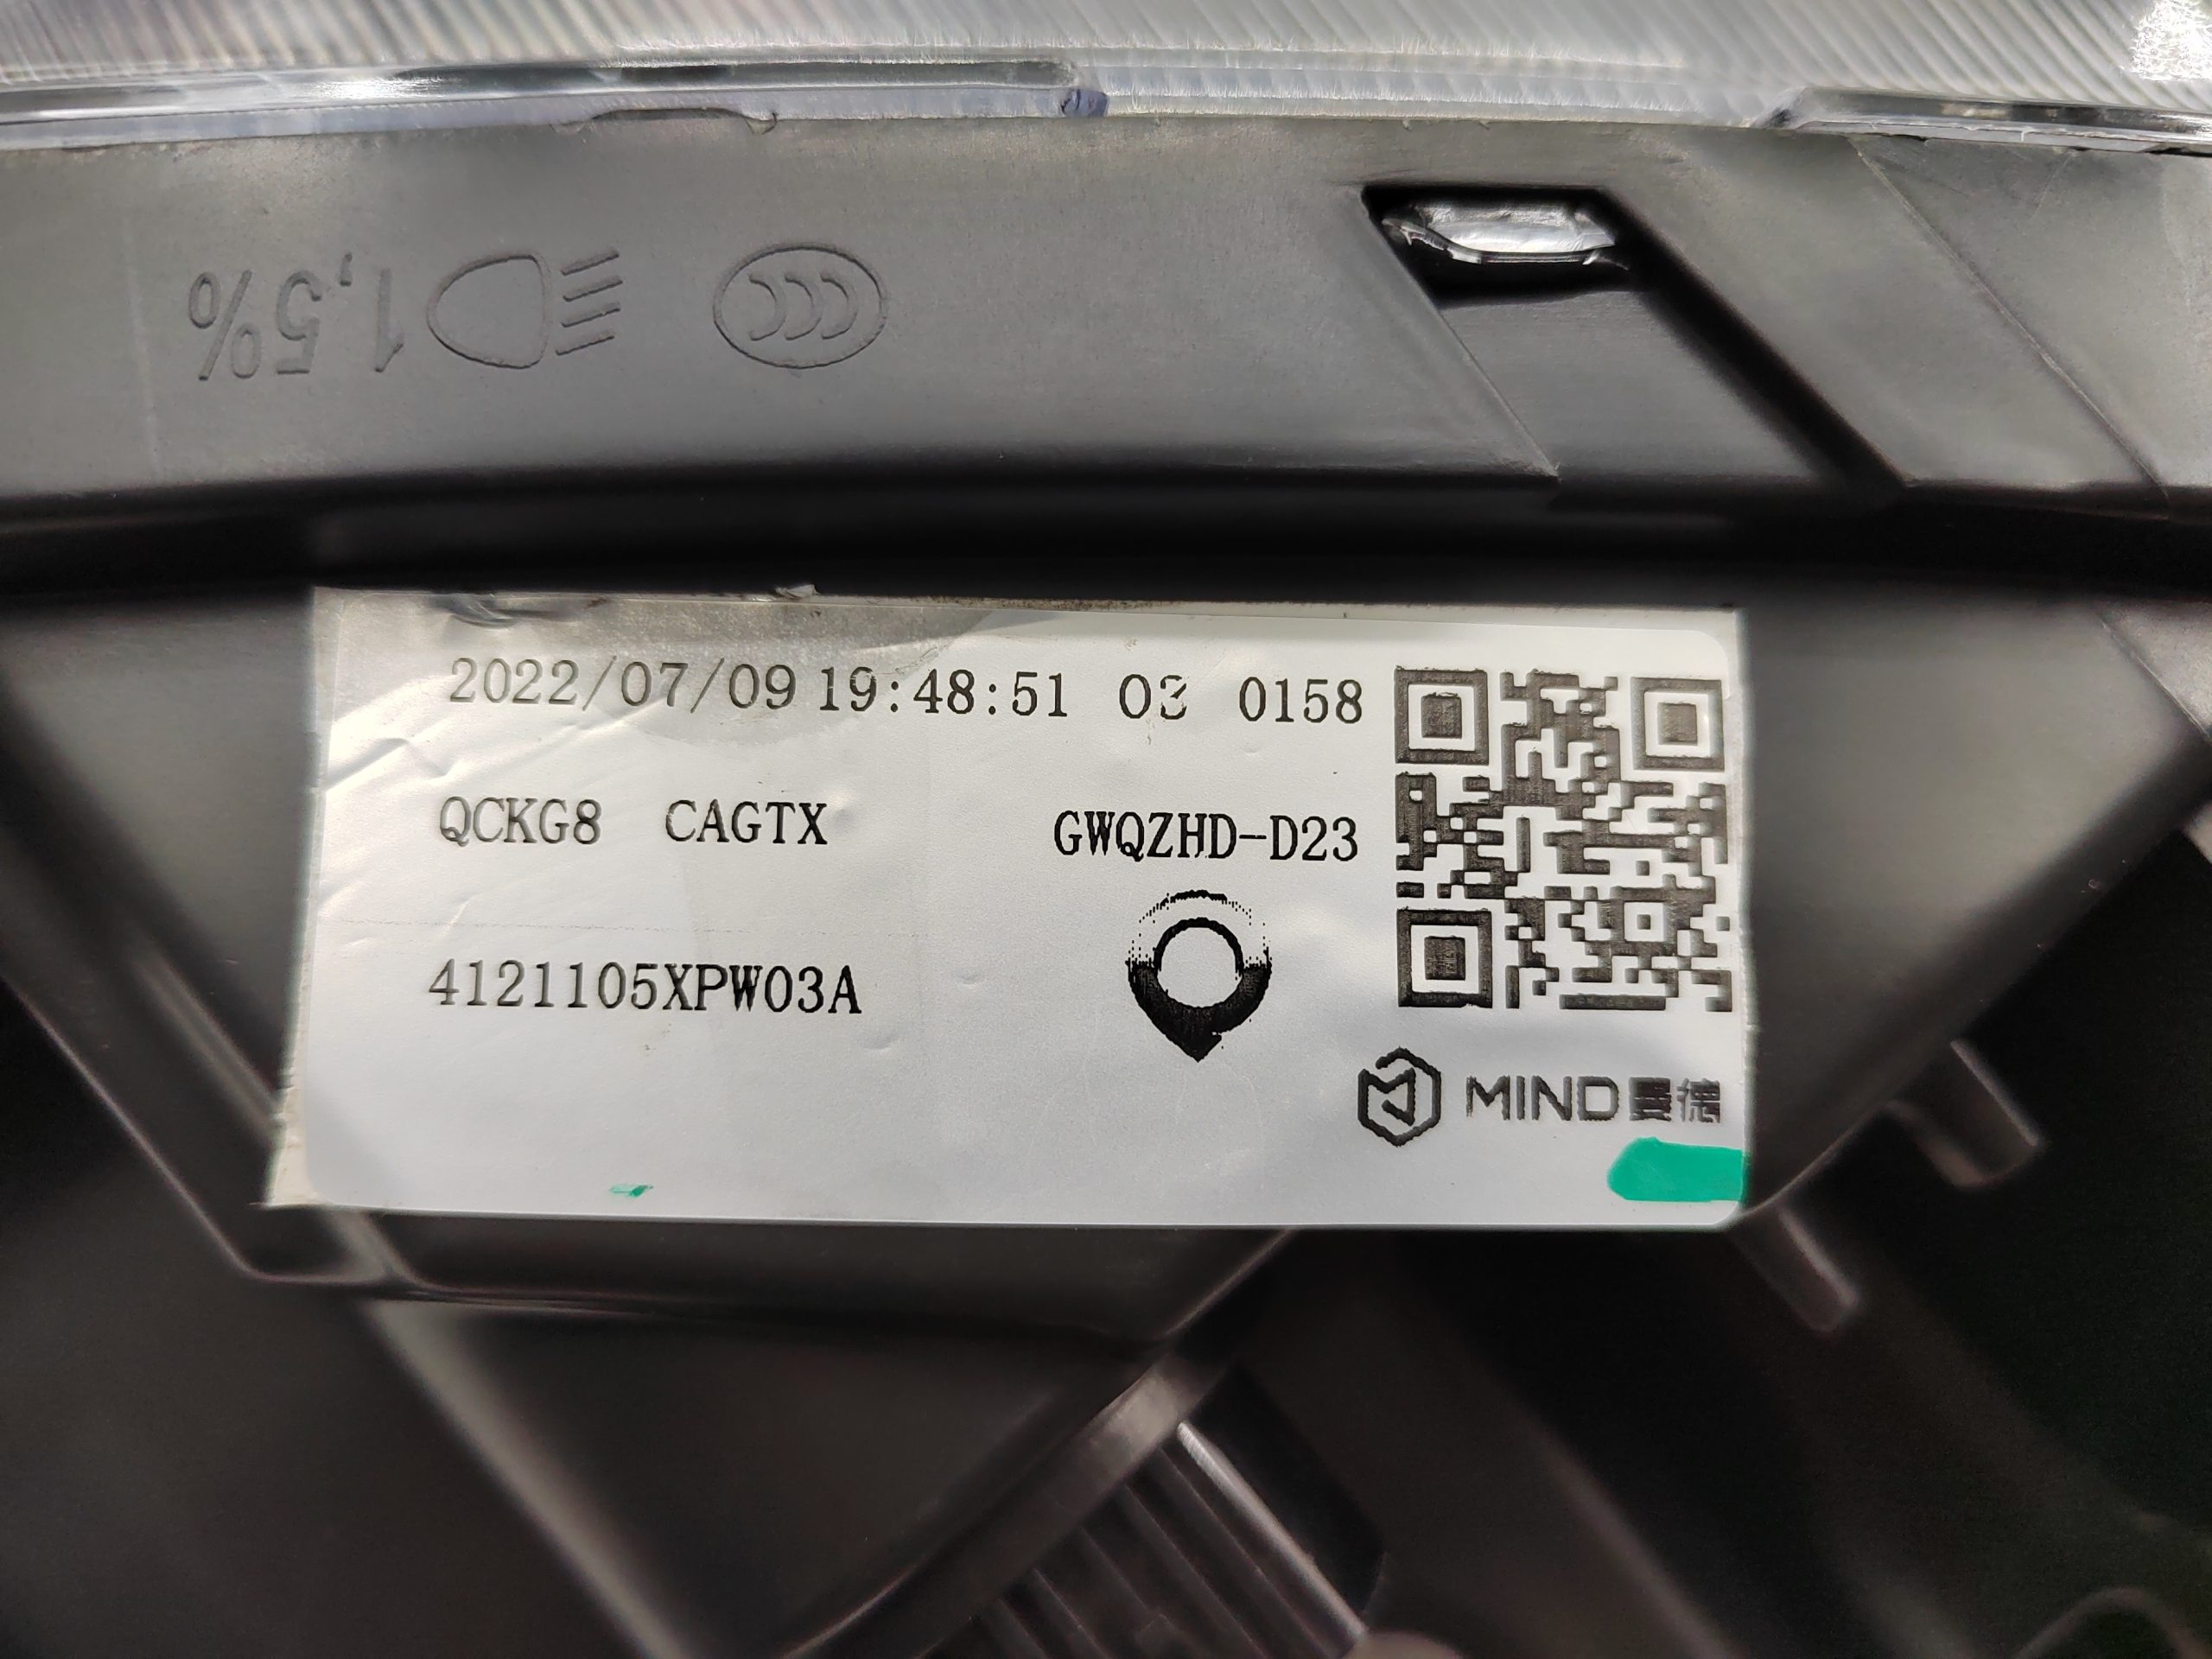 1,5%
CCC
2022/07/09 19:48:51 03 0158
QCKG8 CAGTX GWQZHD-D23
4121105XPW03A
MIND曼德